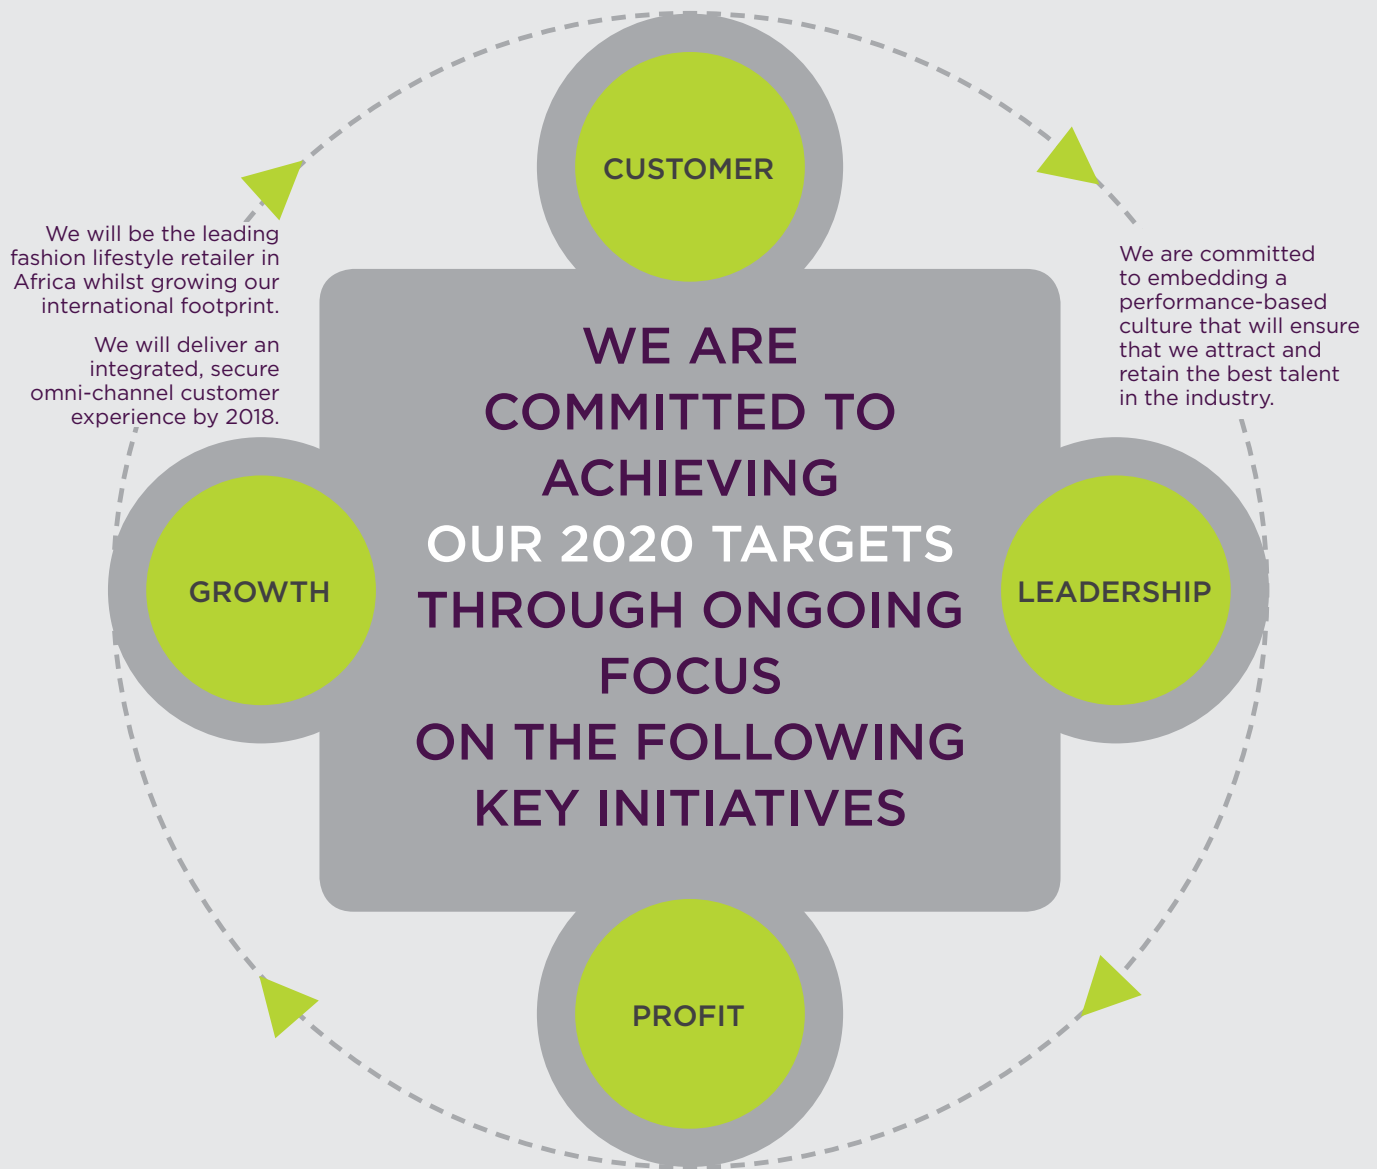 CUSTOMER
We will be the leading
fashion lifestyle retailer in
Africa whilst growing our
international footprint.
We will deliver an
integrated, secure
omni-channel customer
experience by 2018.
We are committed
to embedding a
performance-based
culture that will ensure
that we attract and
retain the best talent
in the industry.
WE ARE
COMMITTED TO
ACHIEVING
OUR 2020 TARGETS
THROUGH ONGOING
FOCUS
ON THE FOLLOWING
KEY INITIATIVES
GROWTH
LEADERSHIP
PROFIT